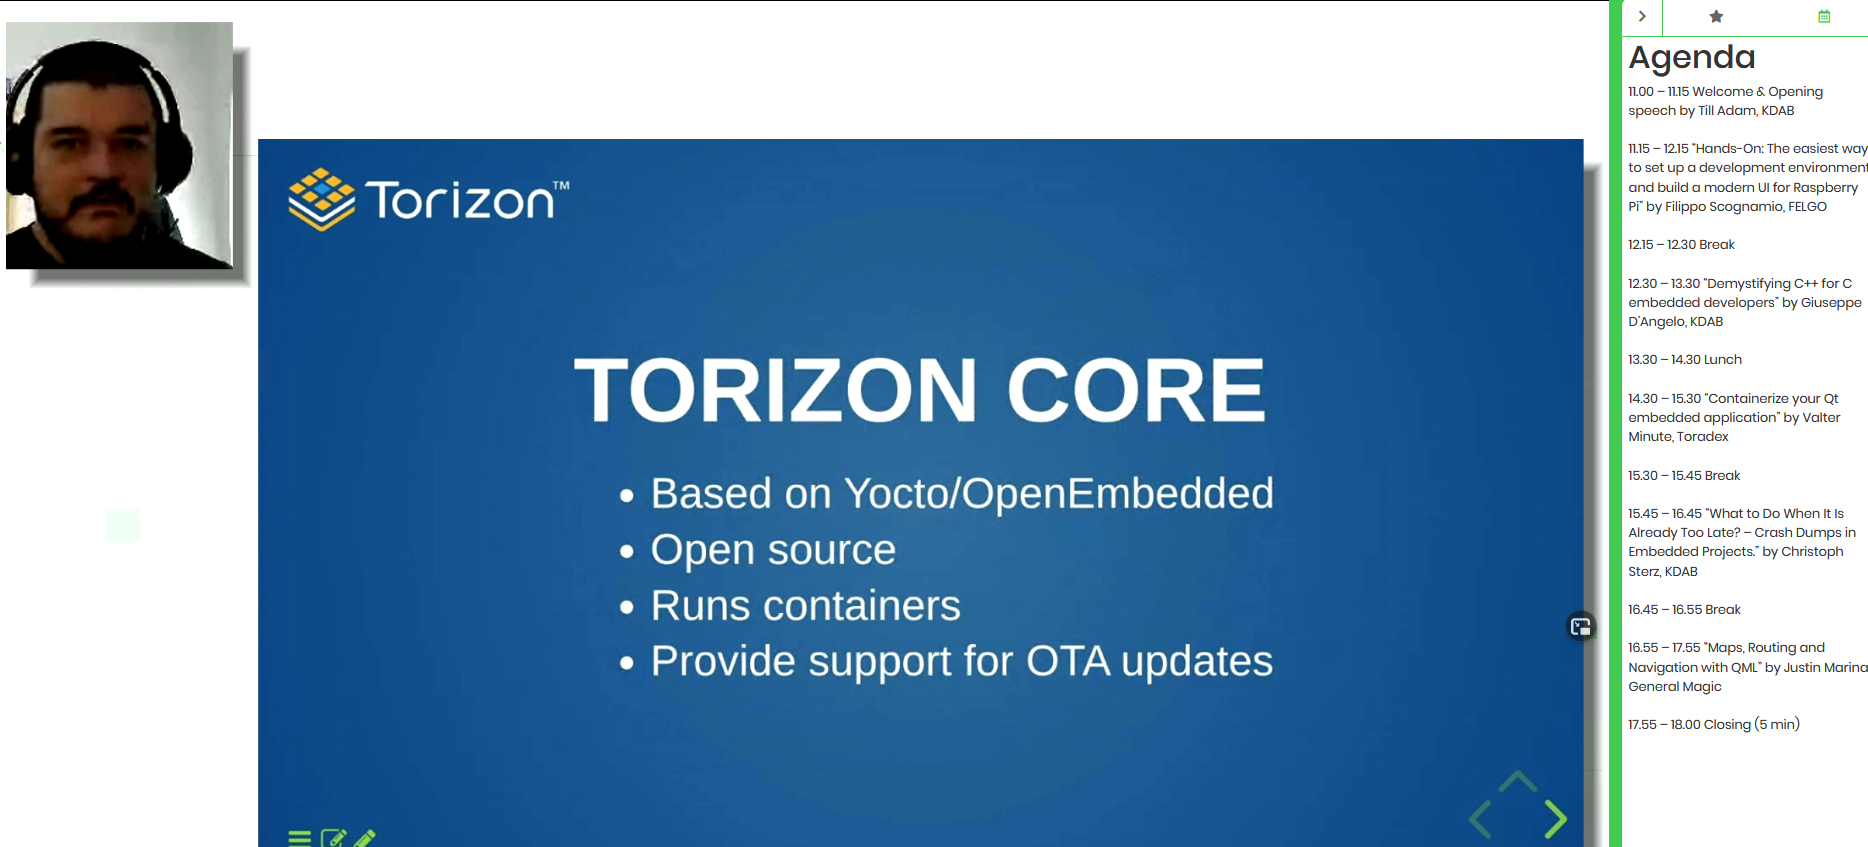 Torizon™
TORIZON CORE
• Based on Yocto/OpenEmbedded
• Open source
• Runs containers
• Provide support for OTA updates
Agenda
11.00 – 11.15 Welcome & Opening
speech by Till Adam, KDAB
11.15 – 12.15 "Hands-On: The easiest way
to set up a development environment
and build a modern UI for Raspberry
Pi" by Filippo Scognamio, FELGO
12.15 – 12.30 Break
12.30 – 13.30 "Demystifying C++ for C
embedded developers" by Giuseppe
D'Angelo, KDAB
13.30 – 14.30 Lunch
14.30 – 15.30 "Containerize your Qt
embedded application" by Valter
Minute, Toradex
15.30 – 15.45 Break
15.45 – 16.45 "What to Do When It Is
Already Too Late? – Crash Dumps in
Embedded Projects." by Christoph
Sterz, KDAB
16.45 – 16.55 Break
16.55 – 17.55 "Maps, Routing and
Navigation with QML" by Justin Marina
General Magic
17.55 – 18.00 Closing (5 min)